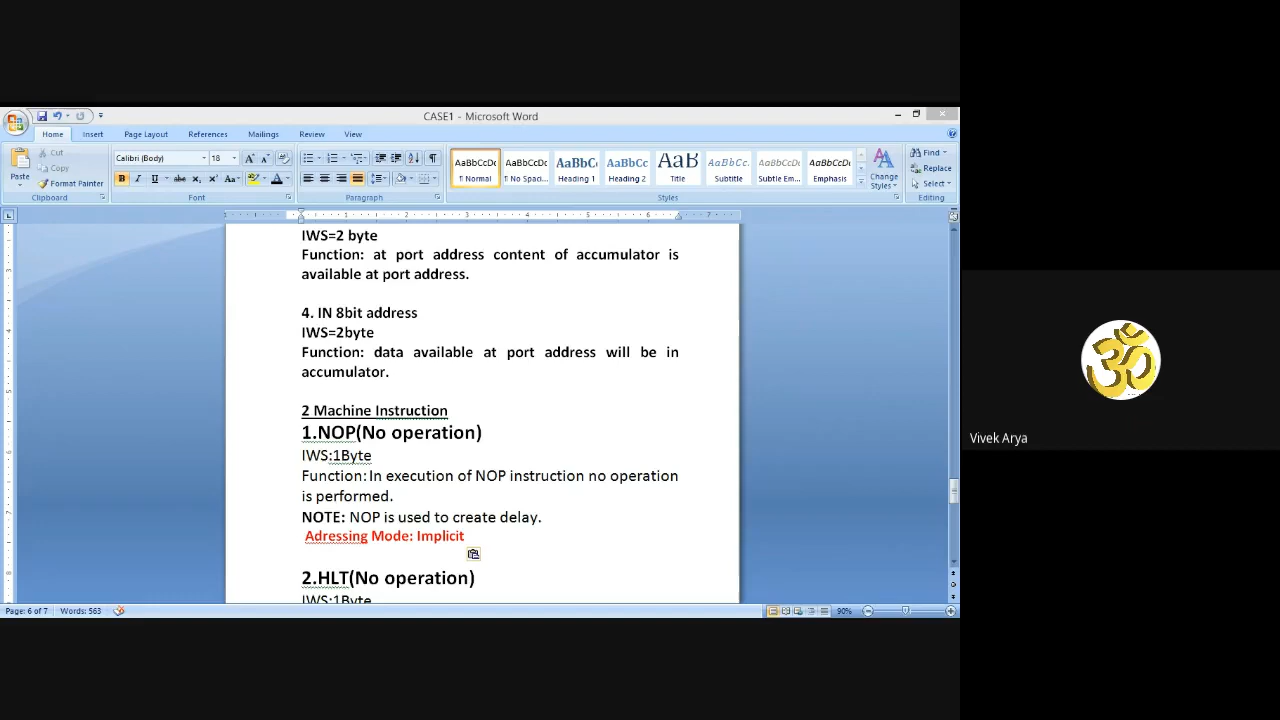 CASE1 - Microsoft Word
Home Insert Page Layout References Mailings Review View
Paste
Cut
Copy
Format Painter
Clipboard
Calibri (Body) 18
Font
Paragraph
AaBbCcDc AaBbCcDc AaBbCc AaBbCc AaB AaBbCc. AaBbCcDc AaBbCcDc
¶ Normal ¶ No Spaci... Heading 1 Heading 2 Title Subtitle Subtle Em... Emphasis
Change Styles
Styles
Find
Replace
Select
Editing
IWS=2 byte
Function: at port address content of accumulator is
available at port address.
4. IN 8bit address
IWS=2byte
Function: data available at port address will be in
accumulator.
2 Machine Instruction
1.NOP(No operation)
IWS:1Byte
Function: In execution of NOP instruction no operation
is performed.
NOTE: NOP is used to create delay.
Adressing Mode: Implicit
2.HLT(No operation)
IWS:1Byte
Page: 6 of 7 Words: 563 90%
Vivek Arya
ॐ